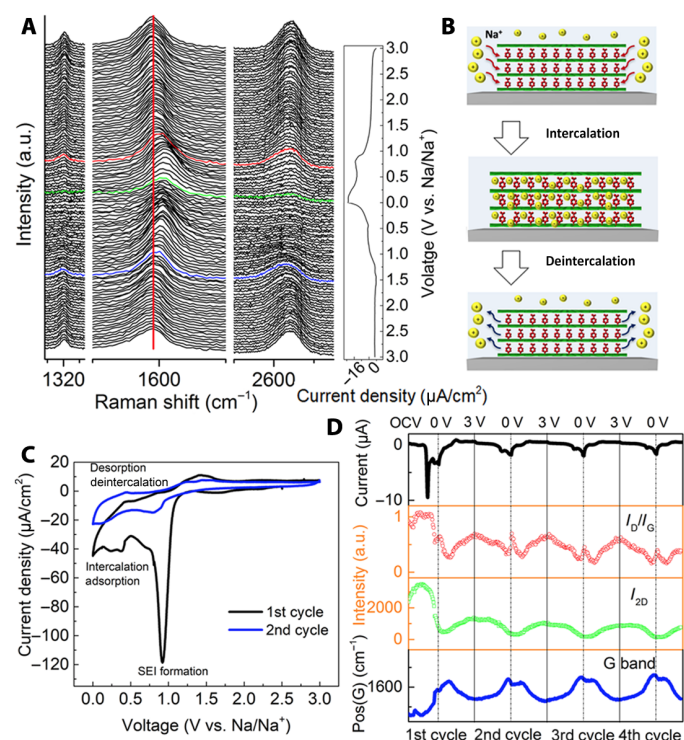 A
Intensity (a.u.)
1320
1600
2600
Raman shift (cm⁻¹)
3.0
2.5
2.0
1.5
1.0
0.5
0.0
0.5
1.0
1.5
2.0
2.5
3.0
Volatge (V vs. Na/Na⁺)
−16
0
Current density (μA/cm²)
B
Na⁺
Intercalation
Deintercalation
C
Current density (μA/cm²)
40
20
0
−20
−40
−60
−80
−100
−120
Desorption
deintercalation
Intercalation
adsorption
1st cycle
2nd cycle
SEI formation
0.0 0.5 1.0 1.5 2.0 2.5 3.0
Voltage (V vs. Na/Na⁺)
D
OCV 0 V 3 V 0 V 3 V 0 V 3 V 0 V
Current (μA)
0
−10
Intensity (a.u.)
1
0
I_D/I_G
2000
0
I_2D
Pos(G) (cm⁻¹)
1600
G band
1st cycle 2nd cycle 3rd cycle 4th cycle